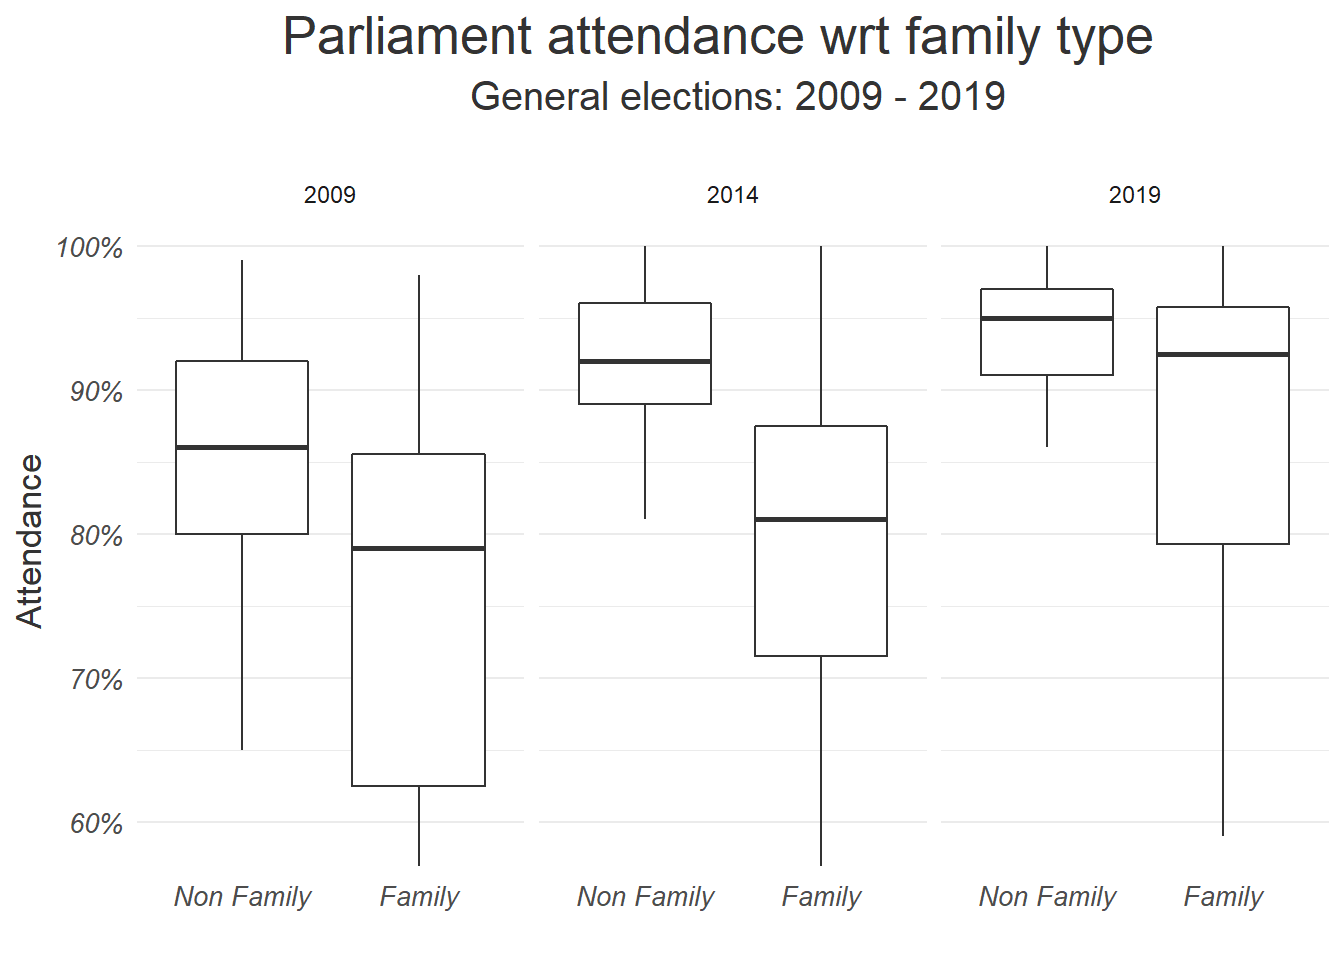 Parliament attendance wrt family type
General elections: 2009 - 2019
2009
2014
2019
100%
90%
80%
70%
60%
Attendance
Non Family
Family
Non Family
Family
Non Family
Family